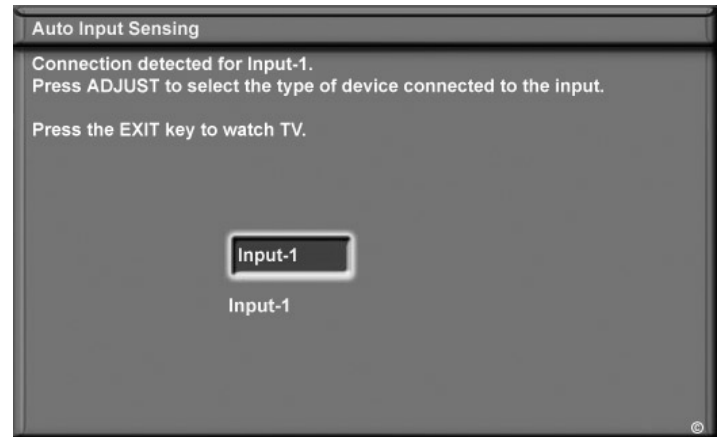 Auto Input Sensing
Connection detected for Input-1.
Press ADJUST to select the type of device connected to the input.
Press the EXIT key to watch TV.
Input-1
Input-1
©